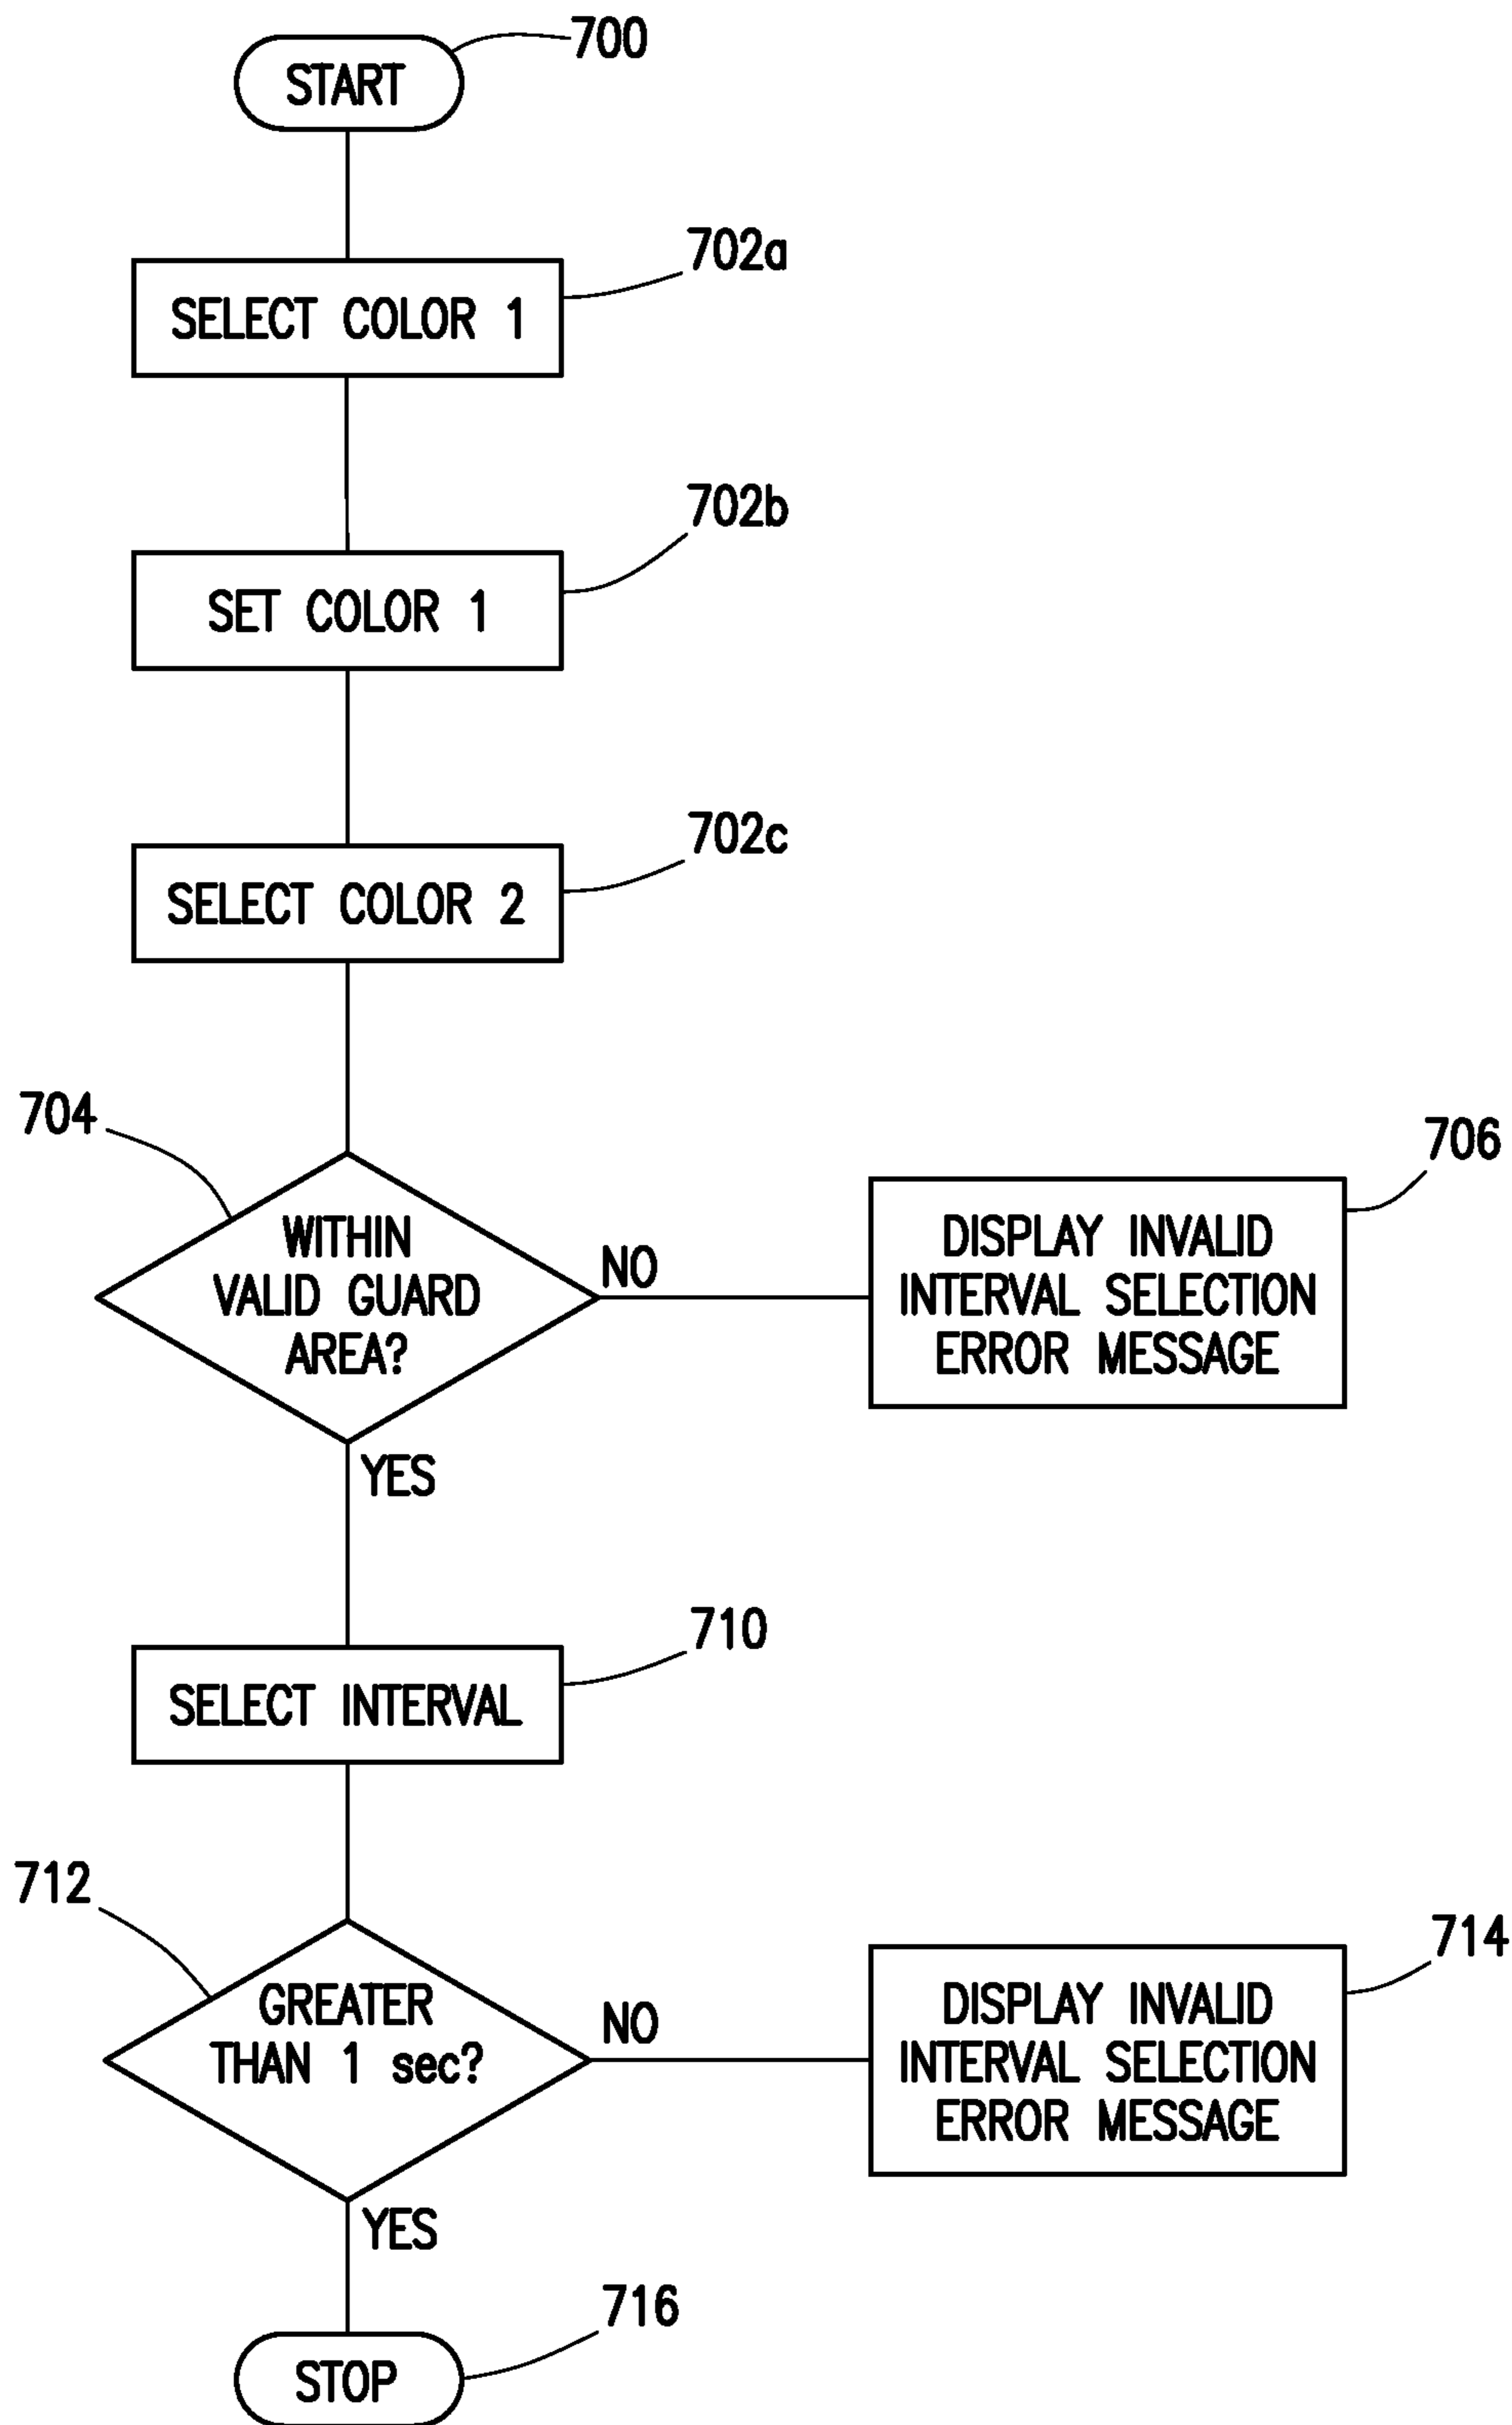 700
START
702a
SELECT COLOR 1
702b
SET COLOR 1
702c
SELECT COLOR 2
704
WITHIN
VALID GUARD
AREA?
NO
YES
706
DISPLAY INVALID
INTERVAL SELECTION
ERROR MESSAGE
710
SELECT INTERVAL
712
GREATER
THAN 1 sec?
NO
YES
714
DISPLAY INVALID
INTERVAL SELECTION
ERROR MESSAGE
716
STOP